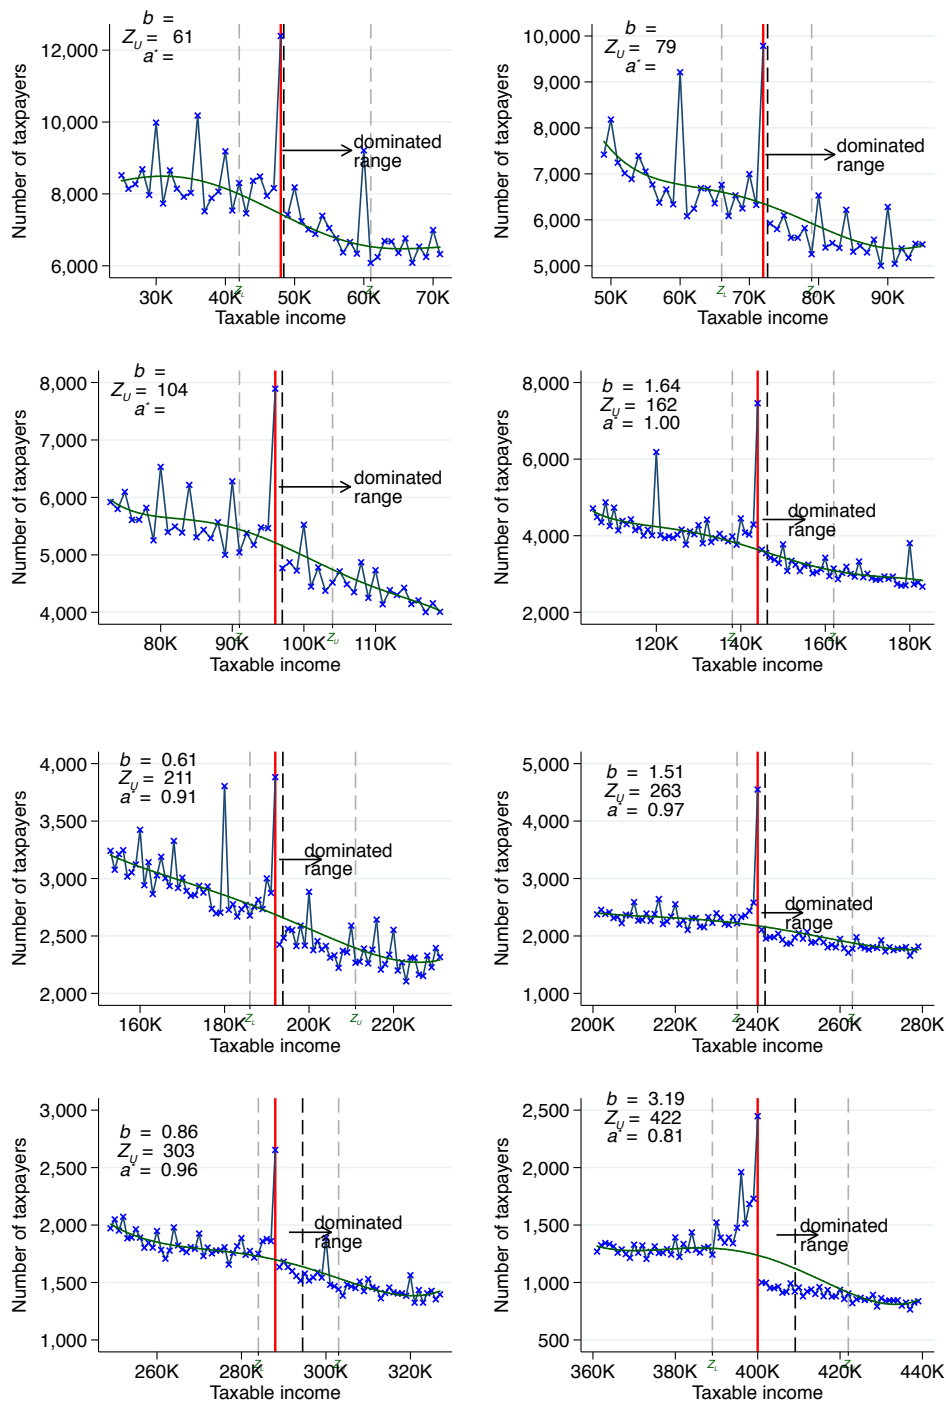 b =
Z_U = 61
a* =
12,000
10,000
8,000
6,000
Number of taxpayers
dominated
range
30K 40K 50K 60K 70K
Z_L
Taxable income
b =
Z_U = 79
a* =
10,000
9,000
8,000
7,000
6,000
5,000
Number of taxpayers
dominated
range
50K 60K 70K 80K 90K
Z_L
Taxable income
b =
Z_U = 104
a* =
8,000
7,000
6,000
5,000
4,000
Number of taxpayers
dominated
range
80K 90K 100K 110K
Z_U
Taxable income
b = 1.64
Z_U = 162
a* = 1.00
8,000
6,000
4,000
2,000
Number of taxpayers
dominated
range
120K 140K 160K 180K
Taxable income
b = 0.61
Z_U = 211
a* = 0.91
4,000
3,500
3,000
2,500
2,000
Number of taxpayers
dominated
range
160K 180K 200K 220K
Z_L Z_U
Taxable income
b = 1.51
Z_U = 263
a* = 0.97
5,000
4,000
3,000
2,000
1,000
Number of taxpayers
dominated
range
200K 220K 240K 260K 280K
Taxable income
b = 0.86
Z_U = 303
a* = 0.96
3,000
2,500
2,000
1,500
1,000
Number of taxpayers
dominated
range
260K 280K 300K 320K
Z_L
Taxable income
b = 3.19
Z_U = 422
a* = 0.81
2,500
2,000
1,500
1,000
500
Number of taxpayers
dominated
range
360K 380K 400K 420K 440K
Z_L
Taxable income